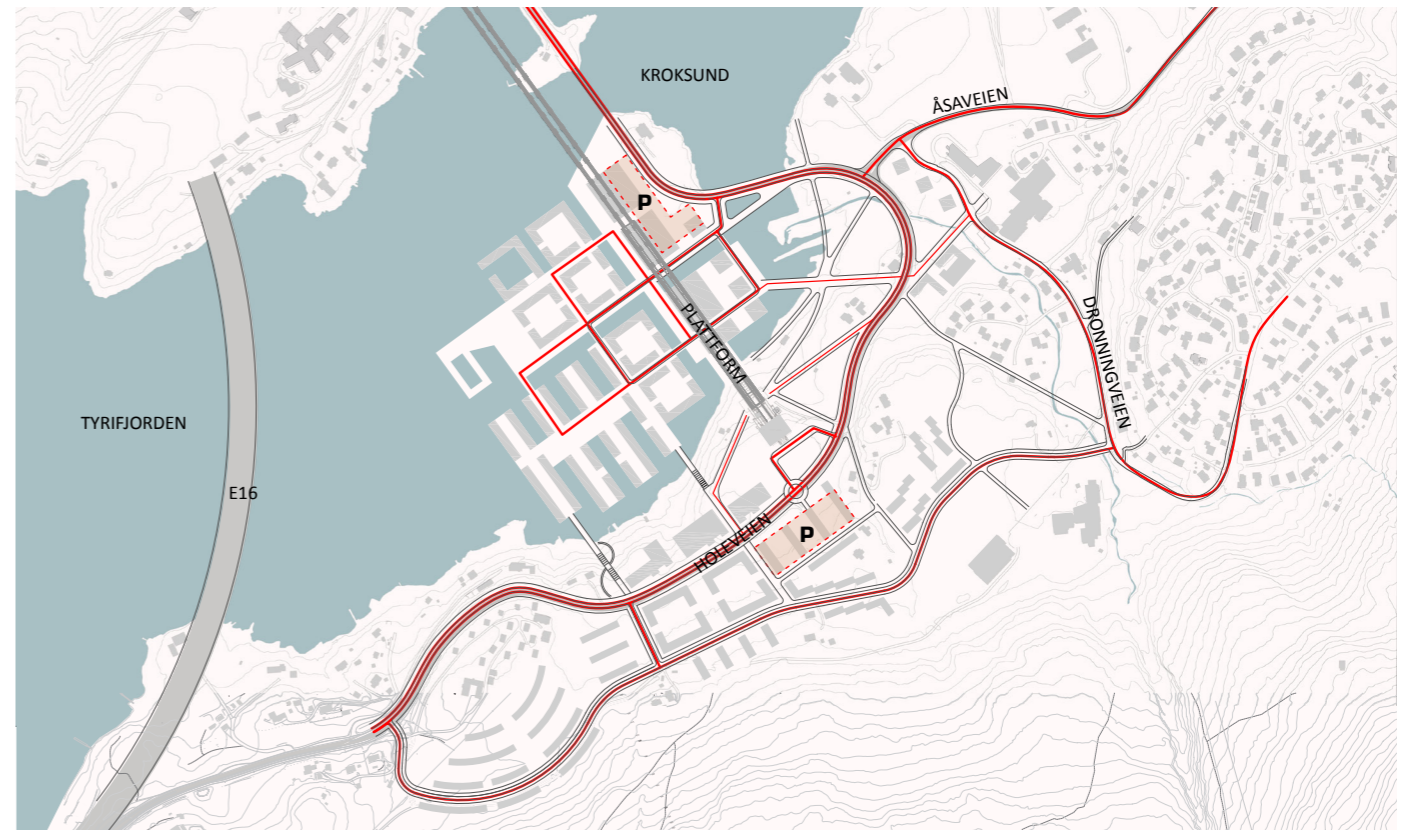 KROKSUND
ÅSAVEIEN
P
PLATTFORM
DRONNINGVEIEN
TYRIFJORDEN
E16
HOLEVEIEN
P